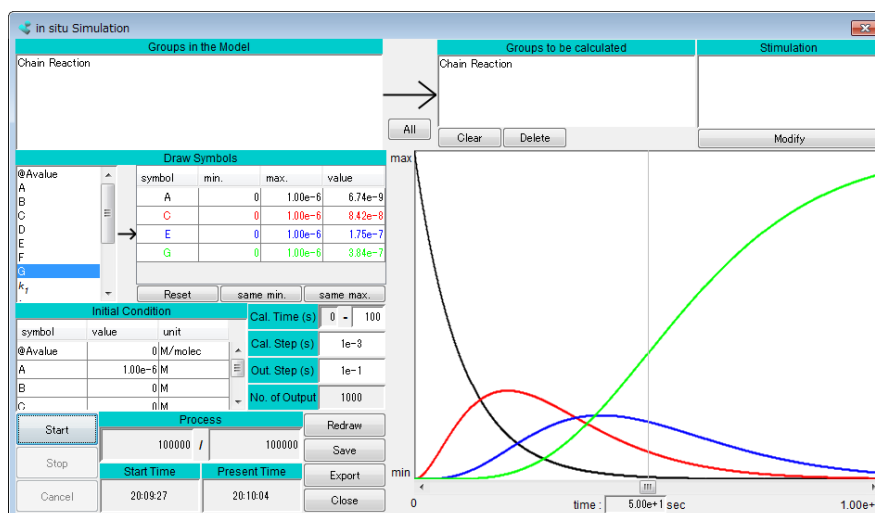 in situ Simulation
Groups in the Model
Chain Reaction
All
Groups to be calculated
Chain Reaction
Clear Delete
Stimulation
Modify
Draw Symbols
@Avalue
A
B
C
D
E
F
G
k1
symbol min. max. value
A 0 1.00e-6 6.74e-9
C 0 1.00e-6 8.42e-8
E 0 1.00e-6 1.75e-7
G 0 1.00e-6 3.84e-7
Reset same min. same max.
Initial Condition
symbol value unit
@Avalue 0 M/molec
A 1.00e-6 M
B 0 M
C 0 M
Cal. Time (s) 0 - 100
Cal. Step (s) 1e-3
Out. Step (s) 1e-1
No. of Output 1000
Start
Stop
Cancel
Process
100000 / 100000
Start Time Present Time
20:09:27 20:10:04
Redraw
Save
Export
Close
max
min
0 time : 5.00e+1 sec 1.00e+